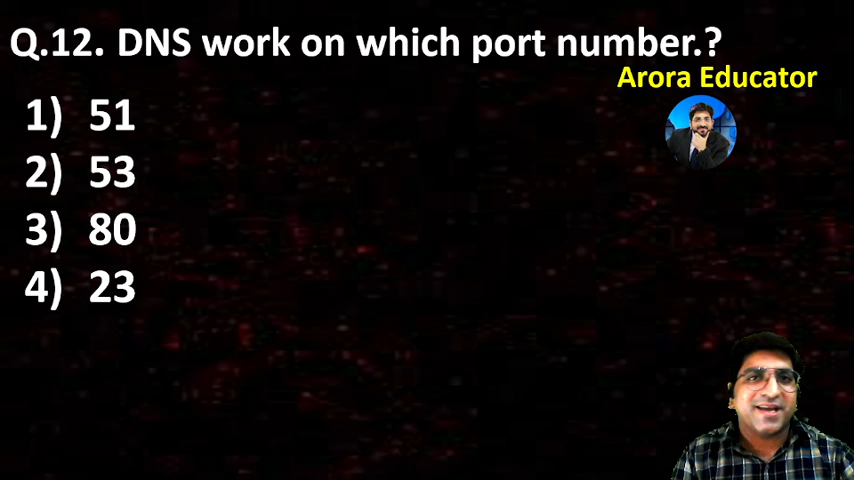 Q.12. DNS work on which port number.?
Arora Educator
1) 51
2) 53
3) 80
4) 23